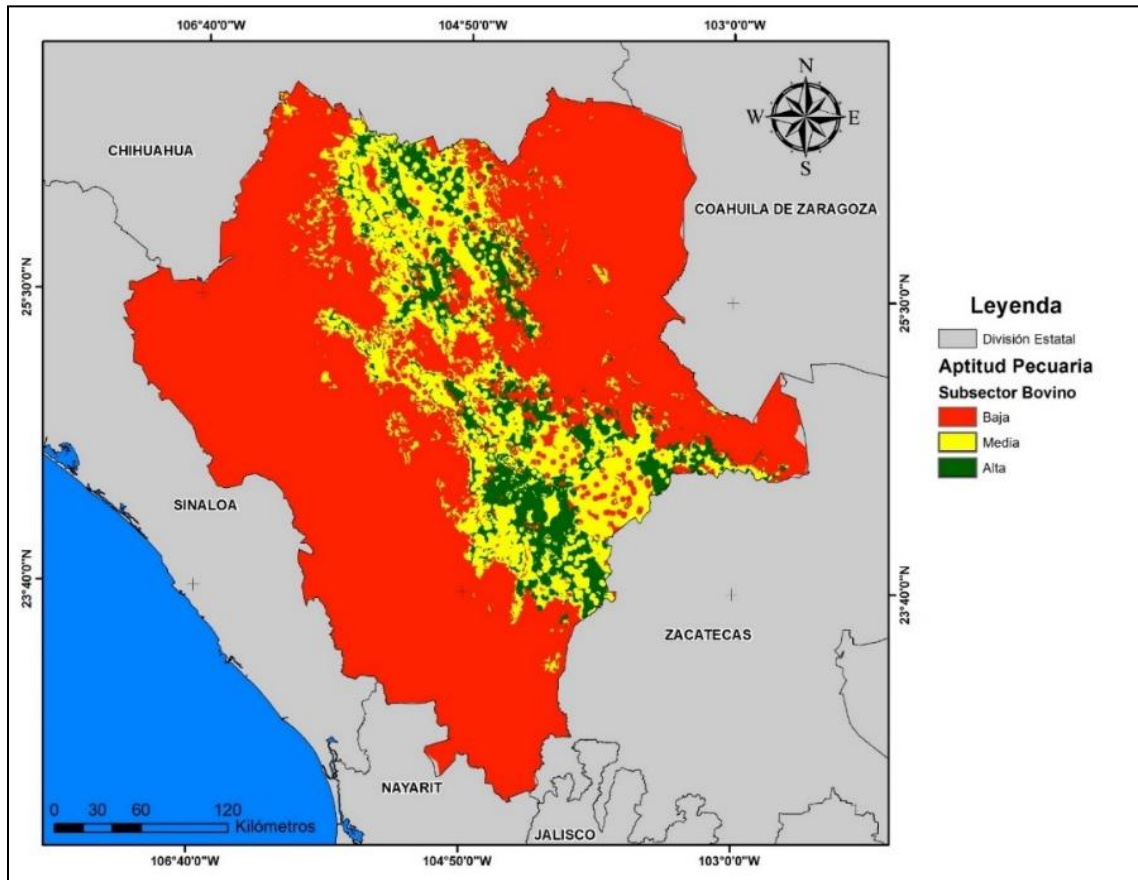 106°40'0"W
104°50'0"W
103°0'0"W
N
W
E
S
CHIHUAHUA
COAHUILA DE ZARAGOZA
25°30'0"N
25°30'0"N
Leyenda
División Estatal
Aptitud Pecuaria
Subsector Bovino
Baja
Media
Alta
SINALOA
23°40'0"N
23°40'0"N
ZACATECAS
NAYARIT
JALISCO
0 30 60 120
Kilómetros
106°40'0"W
104°50'0"W
103°0'0"W